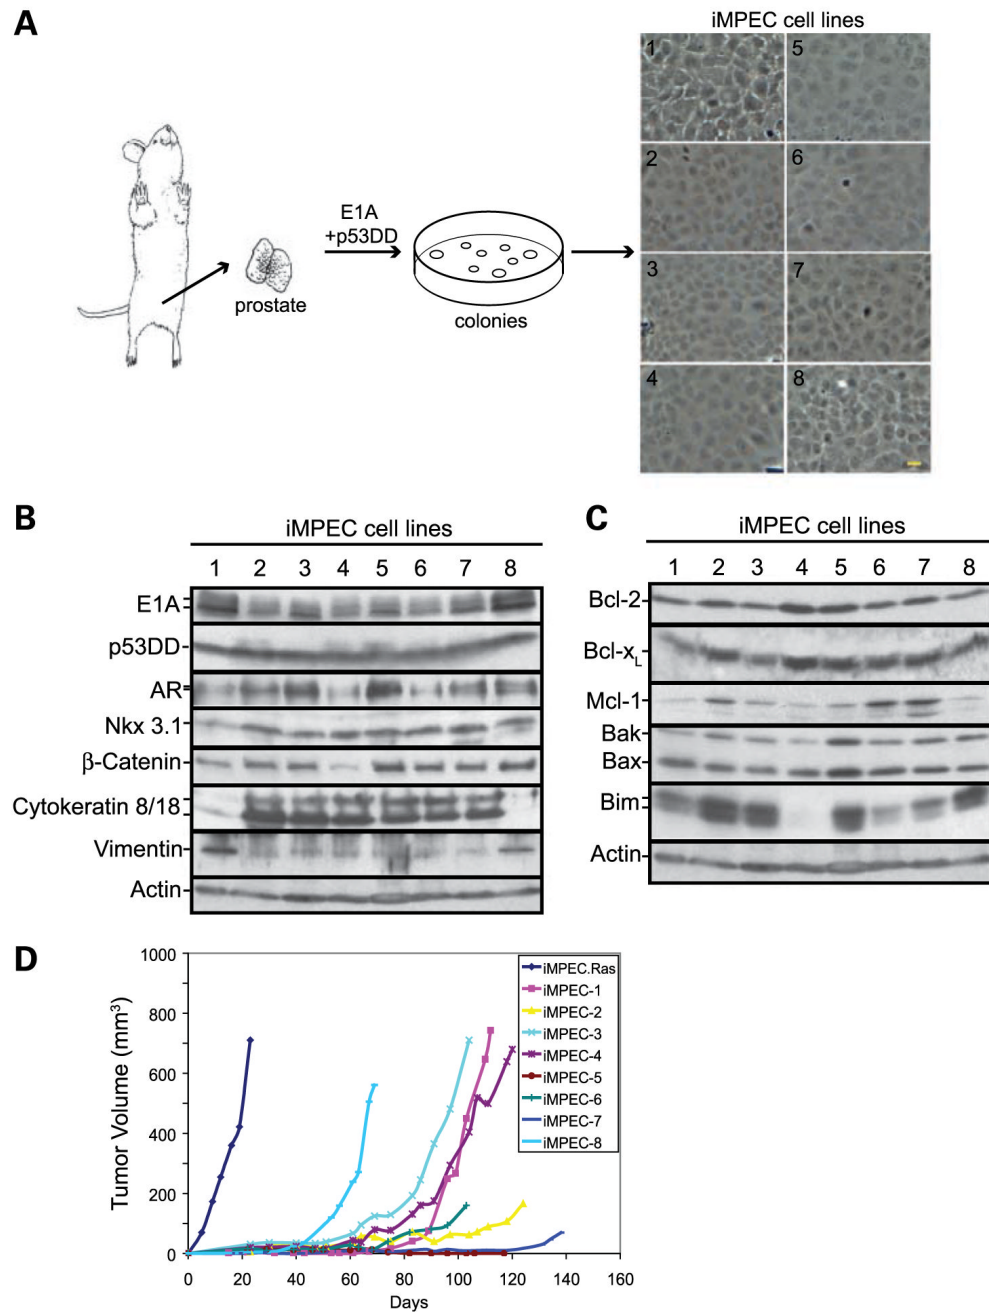 A
iMPEC cell lines
1
5
2
6
3
7
4
8
E1A
+p53DD
prostate
colonies
B
iMPEC cell lines
1 2 3 4 5 6 7 8
E1A
p53DD
AR
Nkx 3.1
β-Catenin
Cytokeratin 8/18
Vimentin
Actin
C
iMPEC cell lines
1 2 3 4 5 6 7 8
Bcl-2
Bcl-xL
Mcl-1
Bak
Bax
Bim
Actin
D
Tumor Volume (mm³)
1000
800
600
400
200
0
0 20 40 60 80 100 120 140 160
Days
iMPEC.Ras
iMPEC-1
iMPEC-2
iMPEC-3
iMPEC-4
iMPEC-5
iMPEC-6
iMPEC-7
iMPEC-8